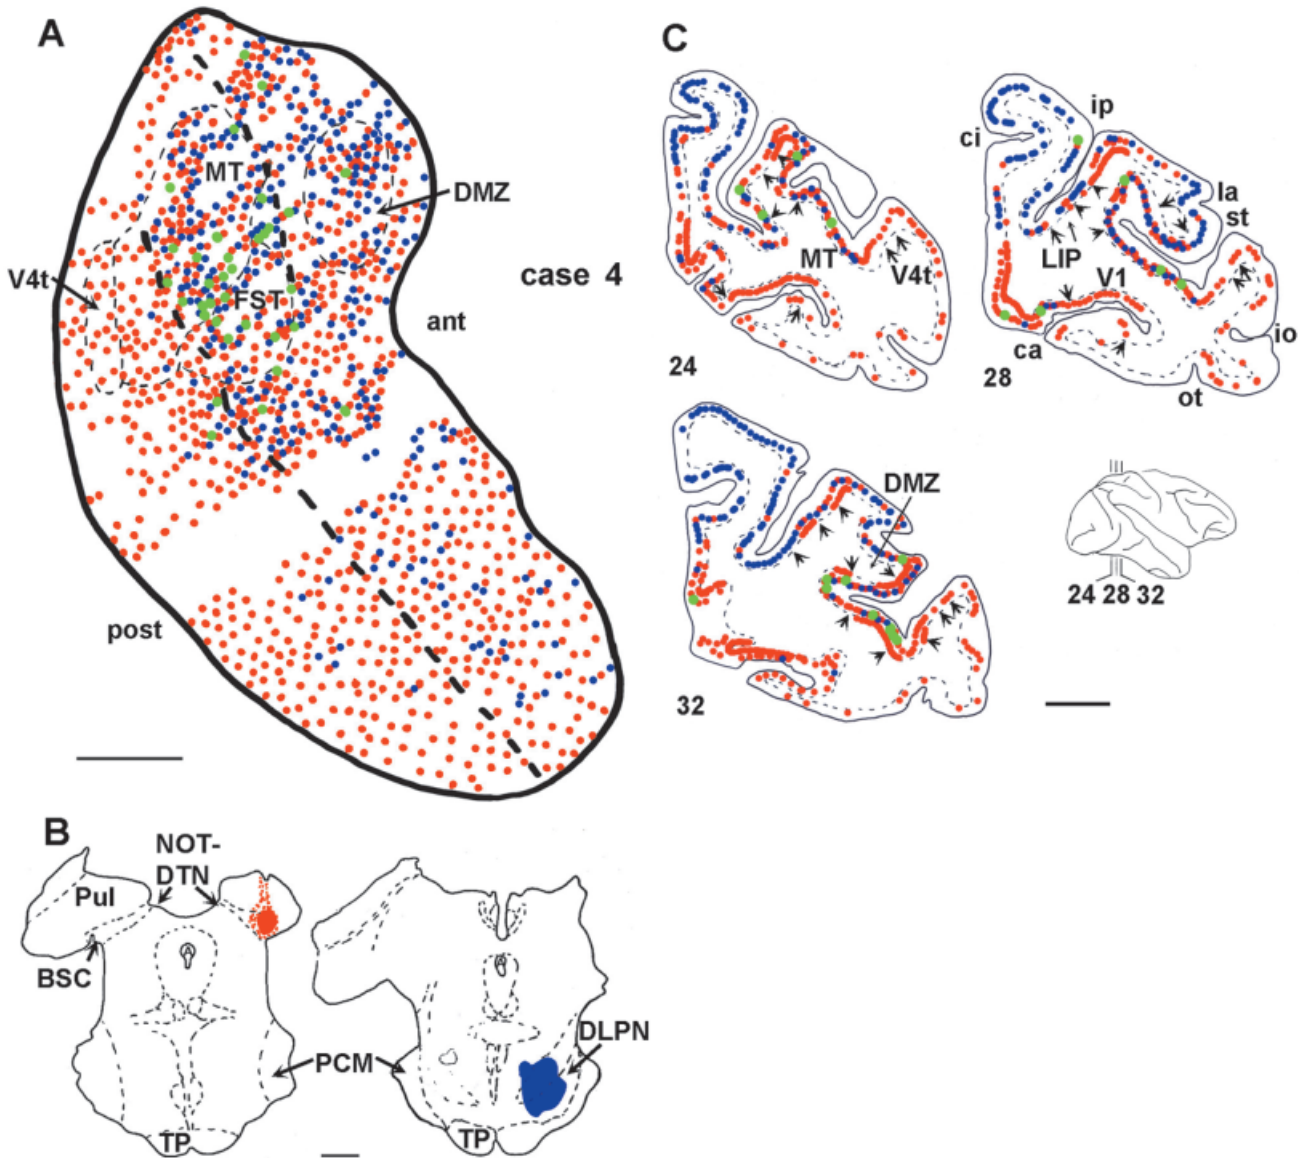 A
MT
DMZ
V4t
FST
case 4
ant
post
C
ci
ip
la
st
LIP
MT
V4t
V1
ca
io
ot
24
28
DMZ
32
24 28 32
B
NOT-
DTN
Pul
BSC
PCM
DLPN
TP
TP